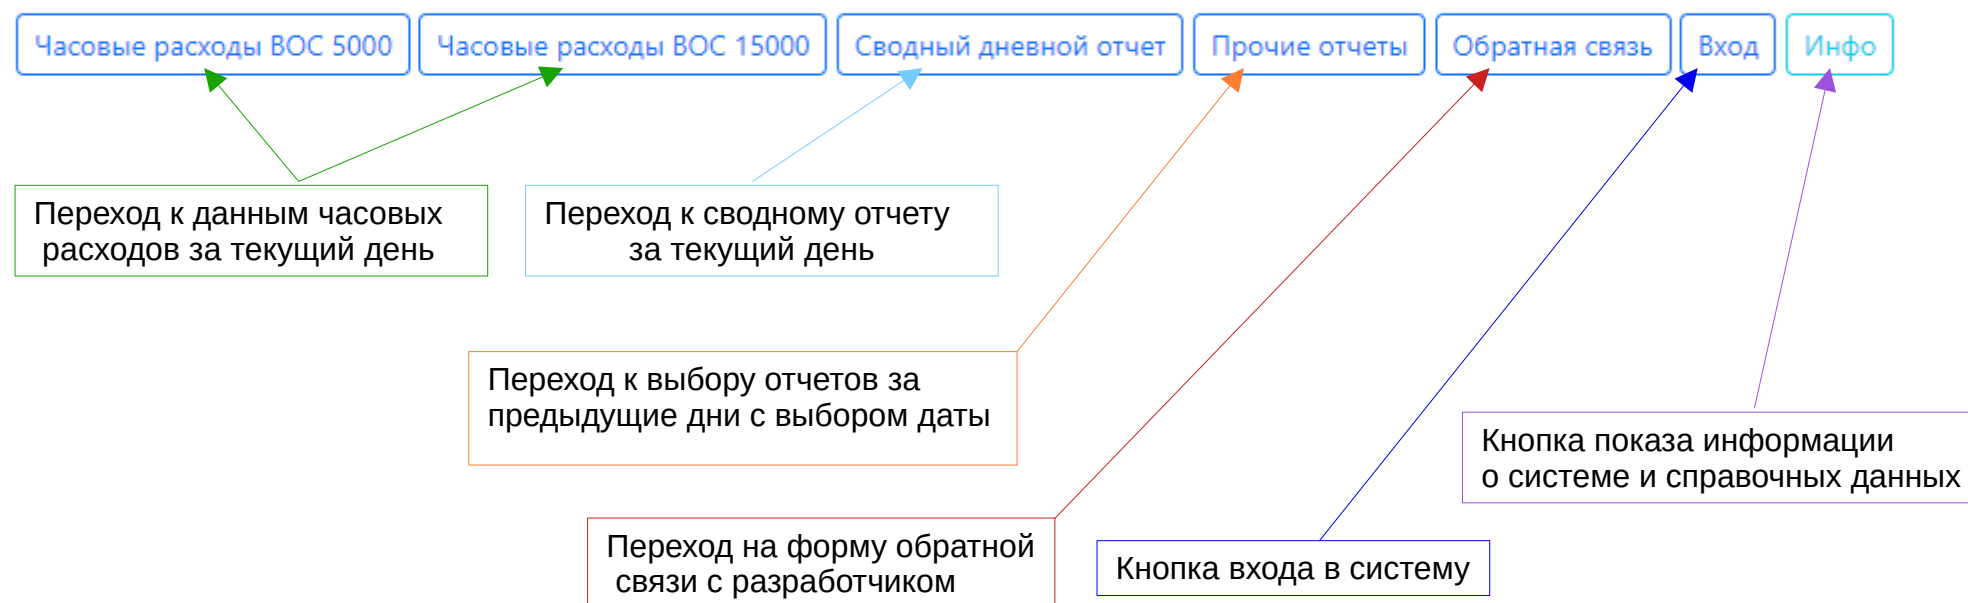 Часовые расходы ВОС 5000
Часовые расходы ВОС 15000
Сводный дневной отчет
Прочие отчеты
Обратная связь
Вход
Инфо
Переход к данным часовых
расходов за текущий день
Переход к сводному отчету
за текущий день
Переход к выбору отчетов за
предыдущие дни с выбором даты
Кнопка показа информации
о системе и справочных данных
Переход на форму обратной
связи с разработчиком
Кнопка входа в систему